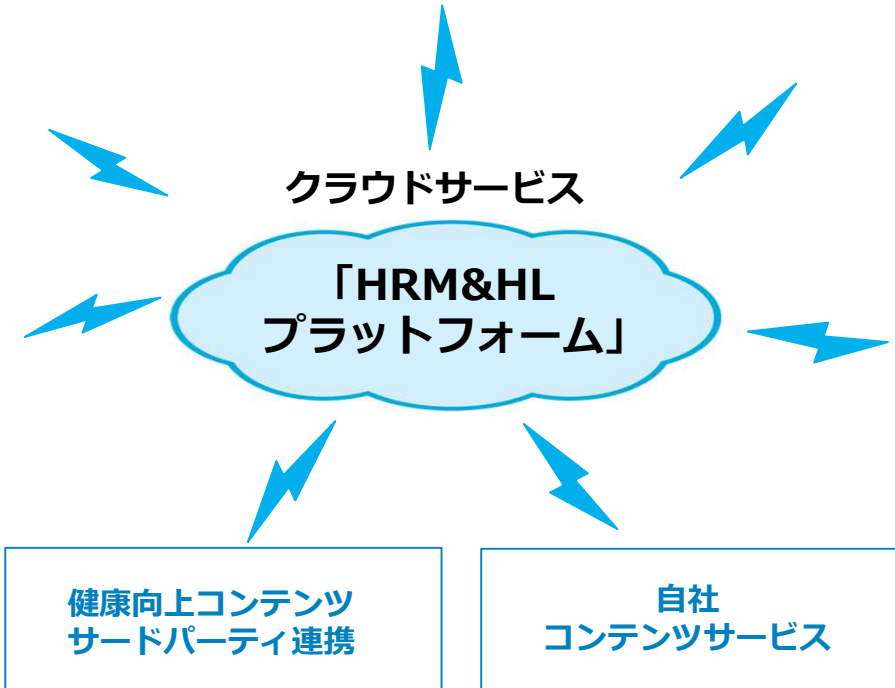 クラウドサービス
「HRM&HL
プラットフォーム」
健康向上コンテンツ
サードパーティ連携
自社
コンテンツサービス